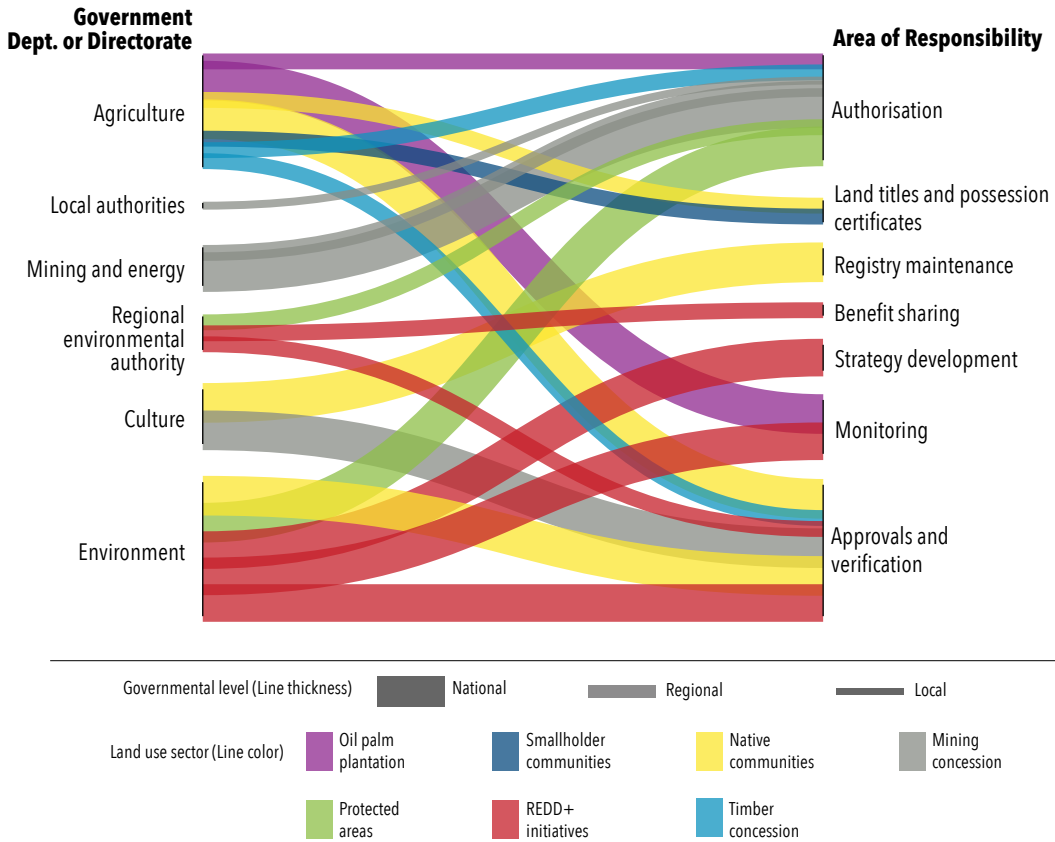 Government
Dept. or Directorate
Area of Responsibility
Agriculture
Local authorities
Mining and energy
Regional
environmental
authority
Culture
Environment
Authorisation
Land titles and possession
certificates
Registry maintenance
Benefit sharing
Strategy development
Monitoring
Approvals and
verification
Governmental level (Line thickness)
National
Regional
Local
Land use sector (Line color)
Oil palm
plantation
Smallholder
communities
Native
communities
Mining
concession
Protected
areas
REDD+
initiatives
Timber
concession